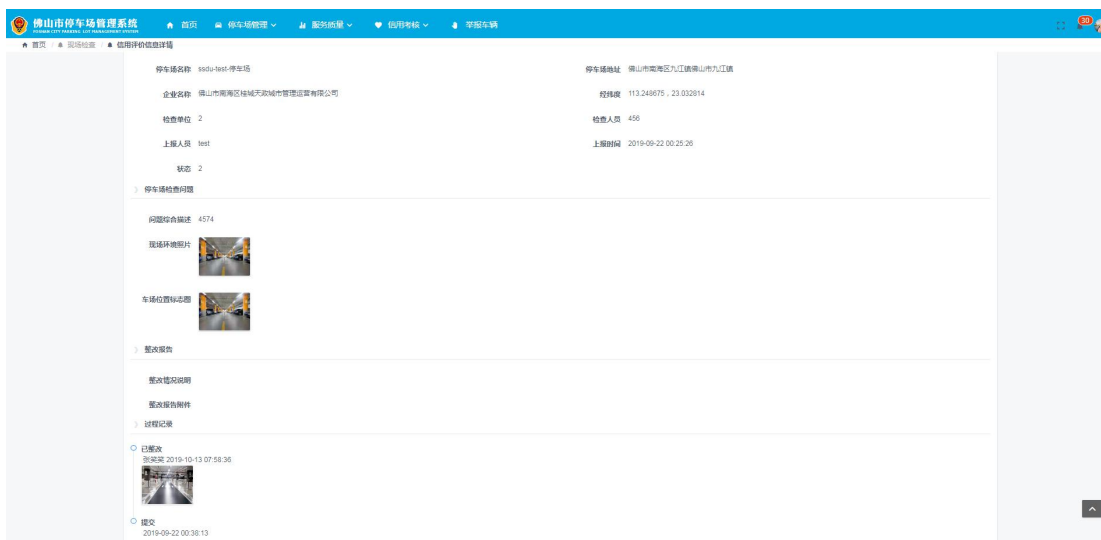 佛山市停车场管理系统 首页 停车场管理 服务质量 信用考核 举报车辆 30
FOSHAN CITY PARKING LOT MANAGEMENT SYSTEM
首页 / 现场检查 / 信用评价信息详情
停车场名称 ssdu-test-停车场 停车场地址 佛山市南海区九江镇佛山市九江镇
企业名称 佛山市南海区桂城天政城市管理运营有限公司 经纬度 113.248675 , 23.032814
检查单位 2 检查人员 456
上报人员 test 上报时间 2019-09-22 00:25:26
状态 2
停车场检查问题
问题综合描述 4574
现场环境照片
车场位置标志图
整改报告
整改情况说明
整改报告附件
过程记录
已整改
张笑笑 2019-10-13 07:58:36
提交
2019-09-22 00:38:13